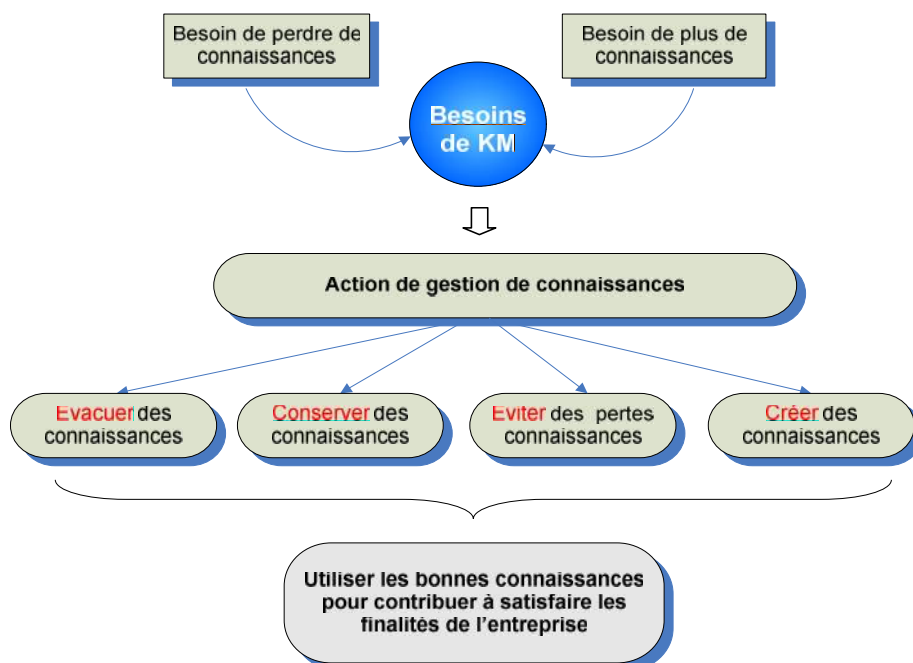 Besoin de perdre de
connaissances
Besoin de plus de
connaissances
Besoins
de KM
Action de gestion de connaissances
Evacuer des
connaissances
Conserver des
connaissances
Eviter des pertes
connaissances
Créer des
connaissances
Utiliser les bonnes connaissances
pour contribuer à satisfaire les
finalités de l'entreprise